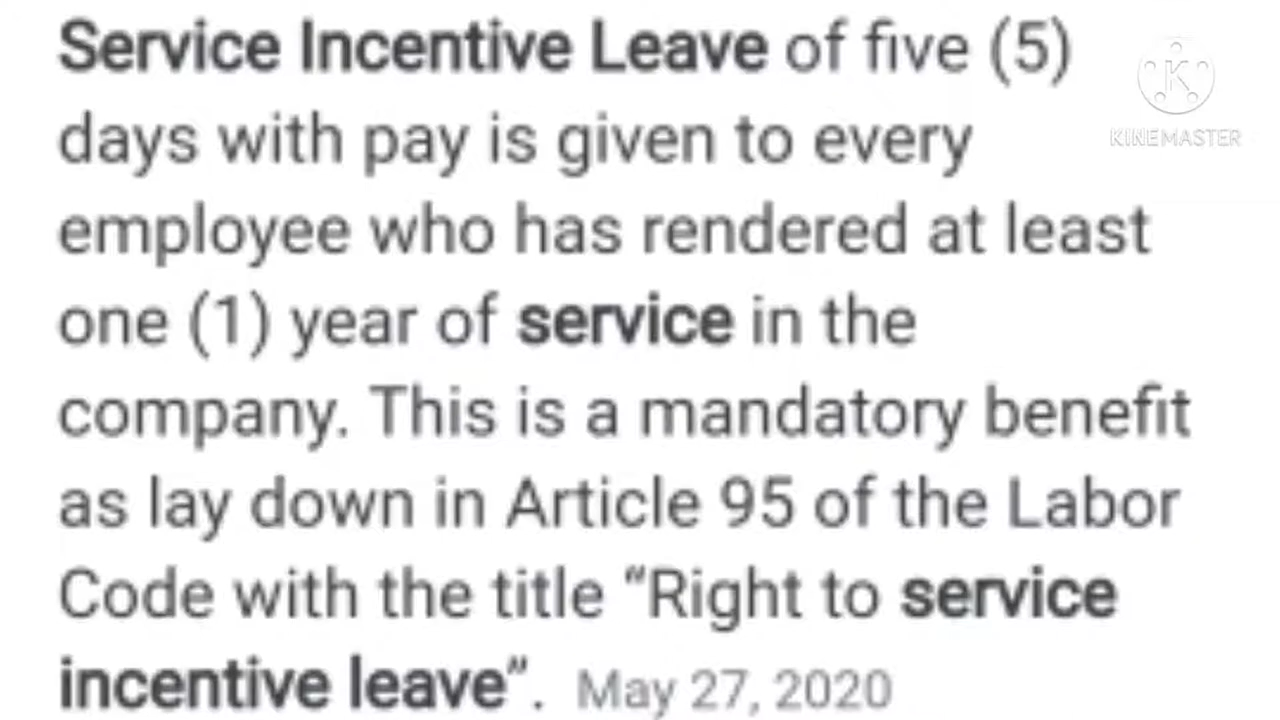 Service Incentive Leave of five (5)
days with pay is given to every
employee who has rendered at least
one (1) year of service in the
company. This is a mandatory benefit
as lay down in Article 95 of the Labor
Code with the title “Right to service
incentive leave”. May 27, 2020
K
KINEMASTER